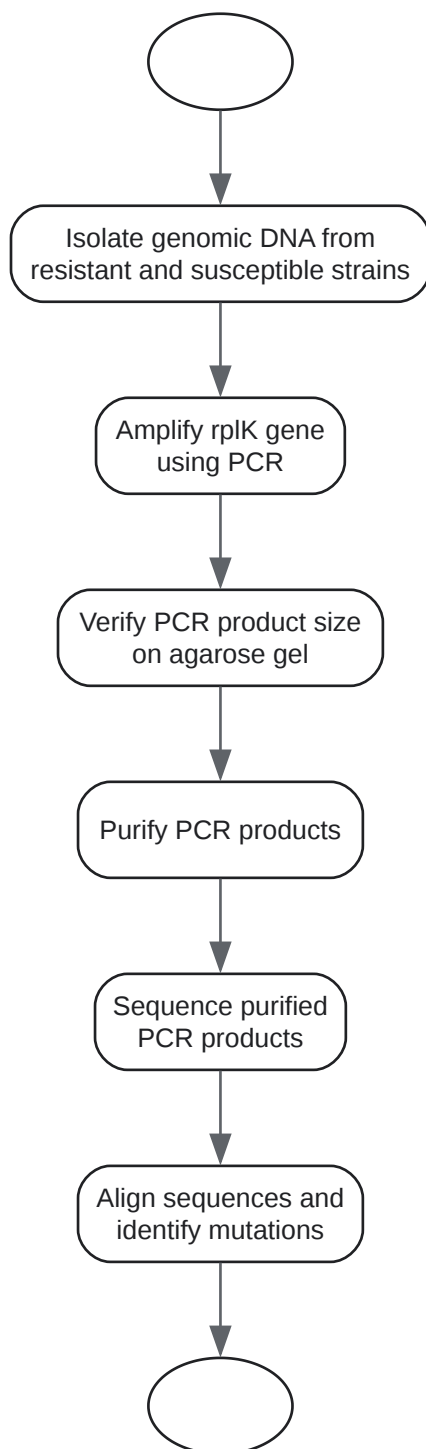 Isolate genomic DNA from
resistant and susceptible strains
Amplify rplK gene
using PCR
Verify PCR product size
on agarose gel
Purify PCR products
Sequence purified
PCR products
Align sequences and
identify mutations